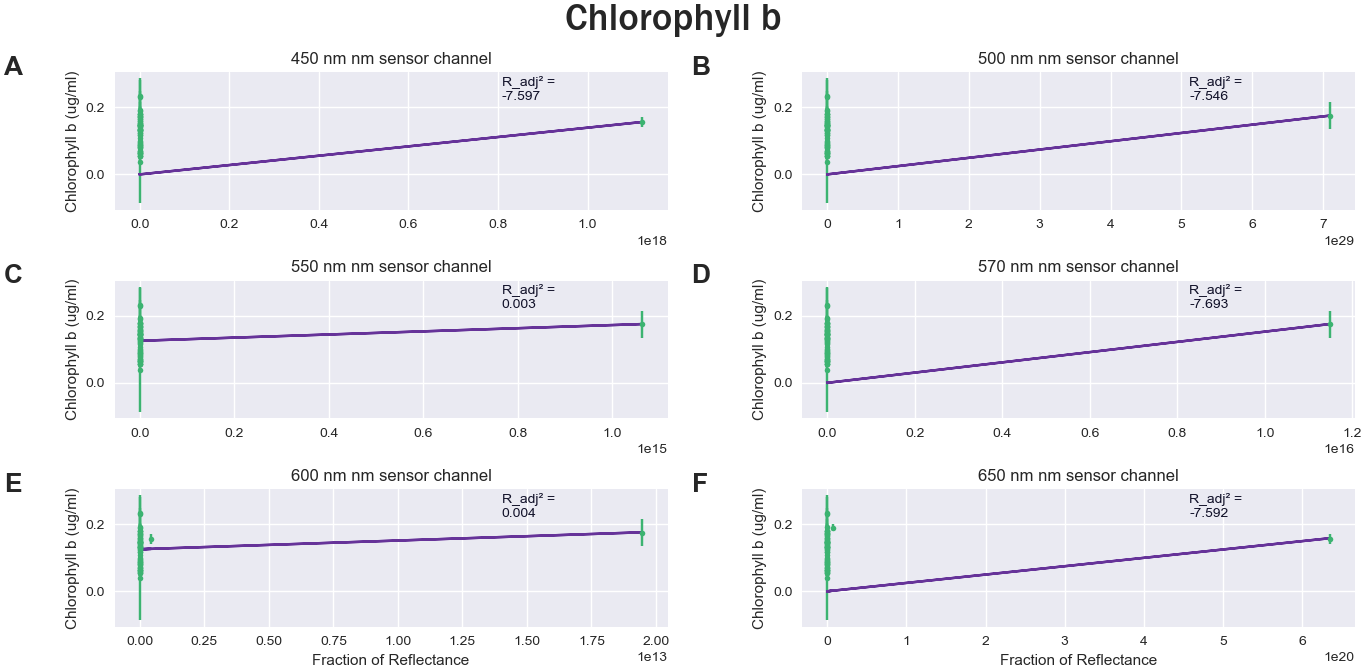 Chlorophyll b
A
450 nm nm sensor channel
Chlorophyll b (ug/ml)
0.2
0.0
R_adj² =
-7.597
0.0 0.2 0.4 0.6 0.8 1.0
1e18
B
500 nm nm sensor channel
Chlorophyll b (ug/ml)
0.2
0.0
R_adj² =
-7.546
0 1 2 3 4 5 6 7
1e29
C
550 nm nm sensor channel
Chlorophyll b (ug/ml)
0.2
0.0
R_adj² =
0.003
0.0 0.2 0.4 0.6 0.8 1.0
1e15
D
570 nm nm sensor channel
Chlorophyll b (ug/ml)
0.2
0.0
R_adj² =
-7.693
0.0 0.2 0.4 0.6 0.8 1.0 1.2
1e16
E
600 nm nm sensor channel
Chlorophyll b (ug/ml)
0.2
0.0
R_adj² =
0.004
0.00 0.25 0.50 0.75 1.00 1.25 1.50 1.75 2.00
1e13
Fraction of Reflectance
F
650 nm nm sensor channel
Chlorophyll b (ug/ml)
0.2
0.0
R_adj² =
-7.592
0 1 2 3 4 5 6
1e20
Fraction of Reflectance